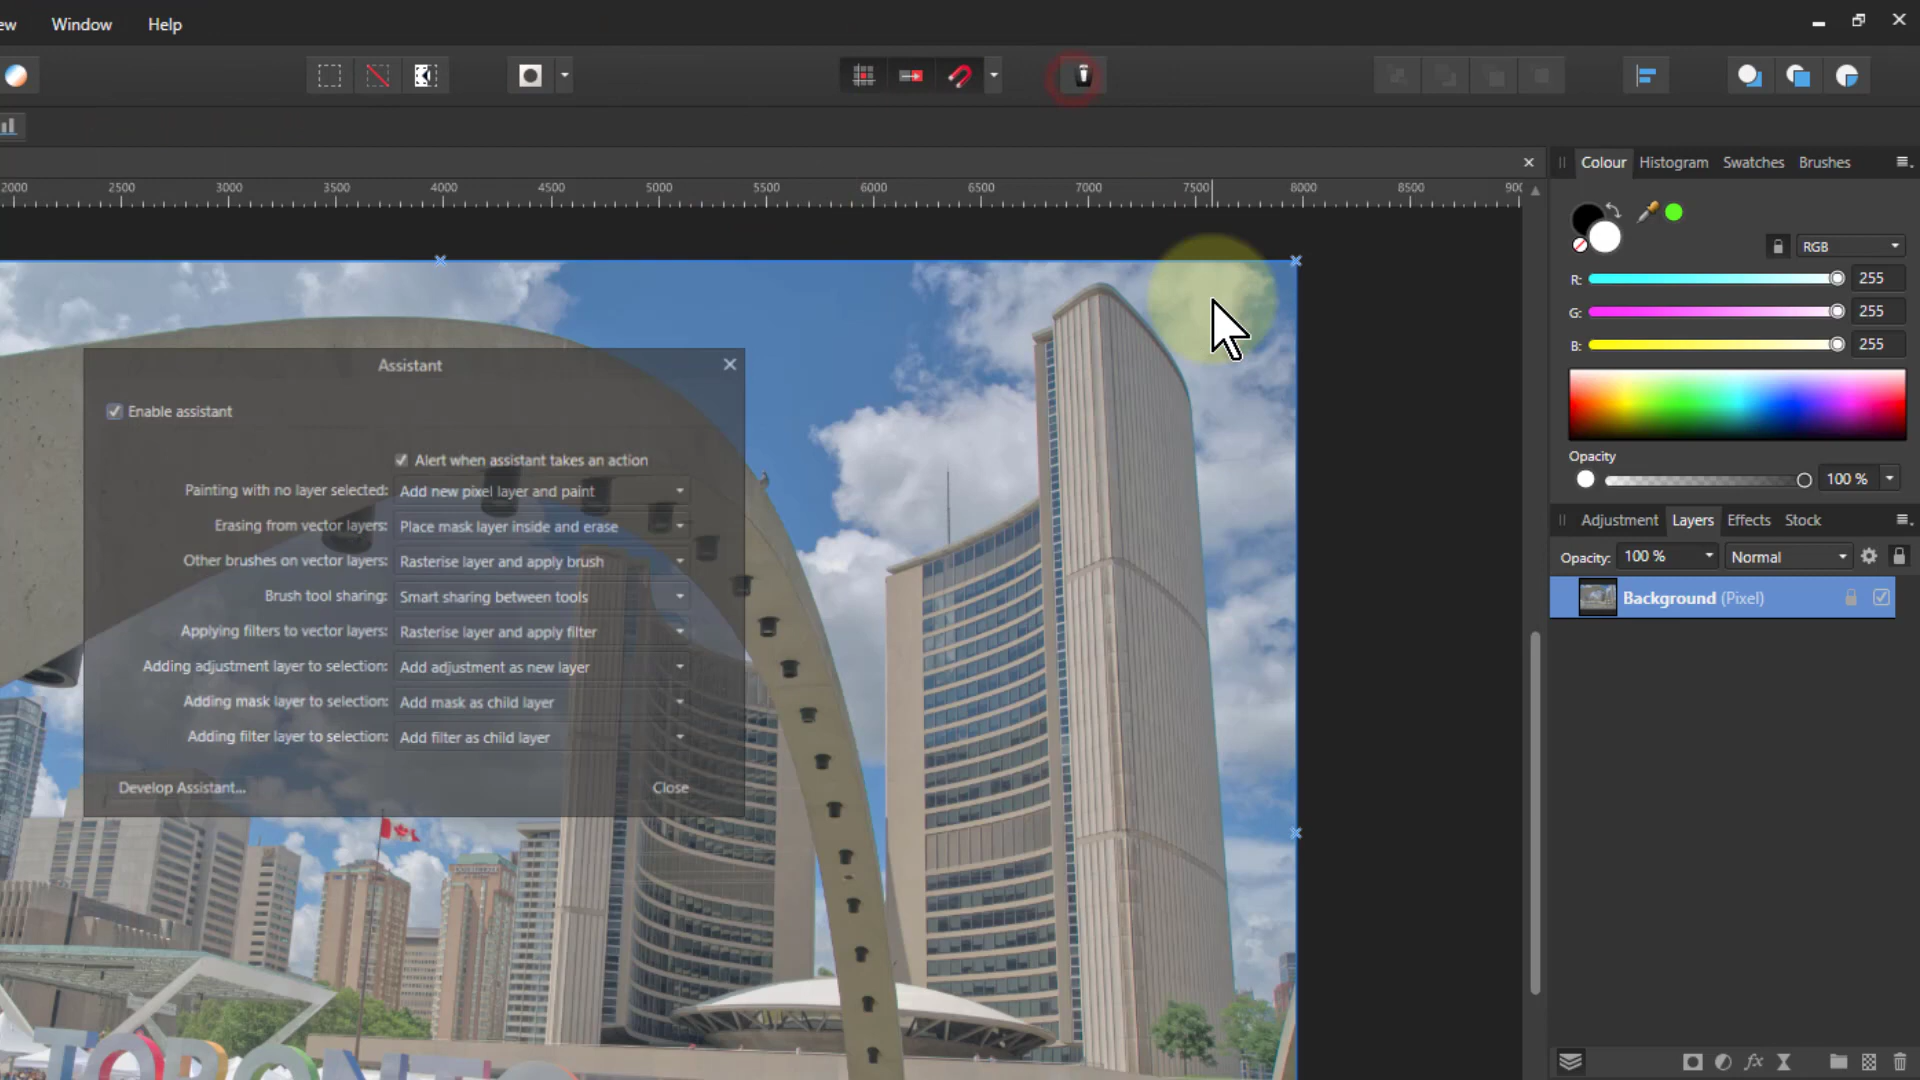 ew Window Help
2000 2500 3000 3500 4000 4500 5000 5500 6000 6500 7000 7500 8000 8500 900
Colour Histogram Swatches Brushes
RGB
R: 255
G: 255
B: 255
Opacity
100 %
Adjustment Layers Effects Stock
Opacity: 100 % Normal
Background (Pixel)
fx
Assistant
Enable assistant
Alert when assistant takes an action
Painting with no layer selected: Add new pixel layer and paint
Erasing from vector layers: Place mask layer inside and erase
Other brushes on vector layers: Rasterise layer and apply brush
Brush tool sharing: Smart sharing between tools
Applying filters to vector layers: Rasterise layer and apply filter
Adding adjustment layer to selection: Add adjustment as new layer
Adding mask layer to selection: Add mask as child layer
Adding filter layer to selection: Add filter as child layer
Develop Assistant... Close
DOUBLETREE
TORONTO